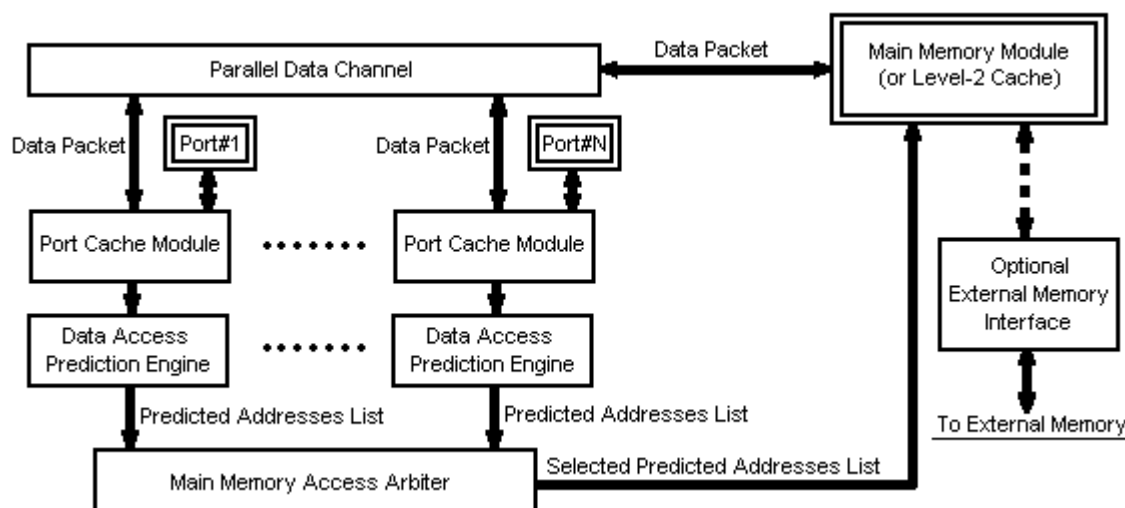 Parallel Data Channel
Data Packet
Main Memory Module
(or Level-2 Cache)
Data Packet
Port#1
Data Packet
Port#N
Port Cache Module
Port Cache Module
Optional
External Memory
Interface
Data Access
Prediction Engine
Data Access
Prediction Engine
Predicted Addresses List
Predicted Addresses List
To External Memory
Main Memory Access Arbiter
Selected Predicted Addresses List